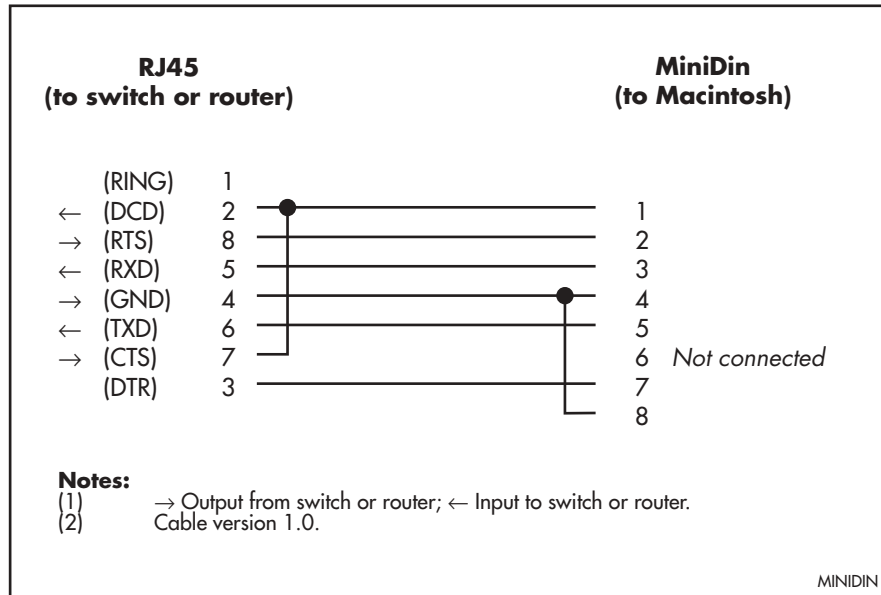 RJ45
(to switch or router)
MiniDin
(to Macintosh)
(RING) 1
← (DCD) 2 1
→ (RTS) 8 2
← (RXD) 5 3
→ (GND) 4 4
← (TXD) 6 5
→ (CTS) 7 6 Not connected
(DTR) 3 7
8
Notes:
(1) → Output from switch or router; ← Input to switch or router.
(2) Cable version 1.0.
MINIDIN